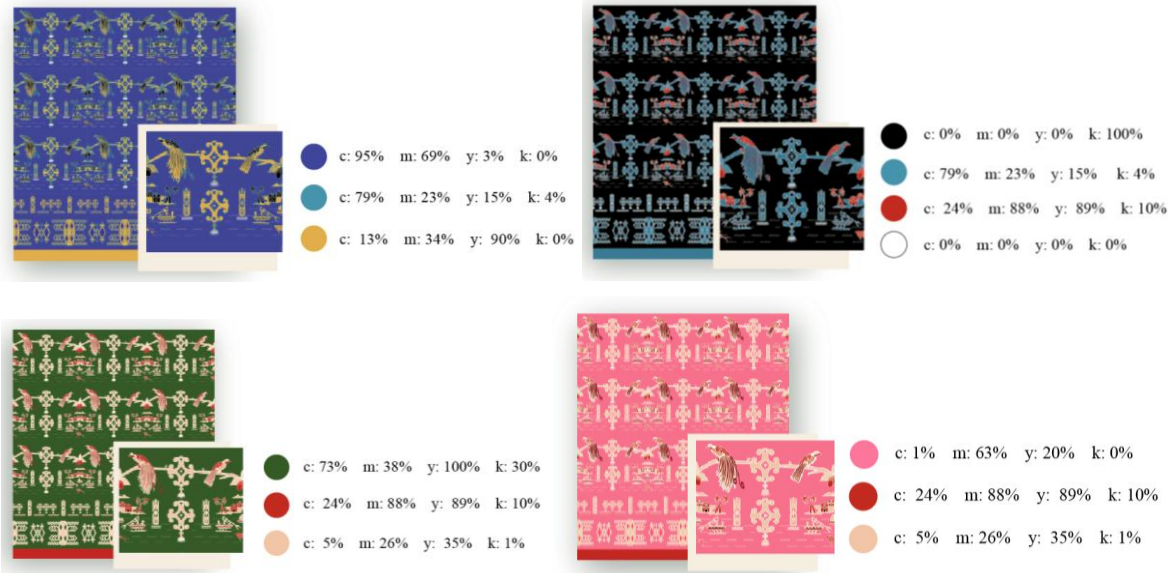 c: 95% m: 69% y: 3% k: 0%
c: 79% m: 23% y: 15% k: 4%
c: 13% m: 34% y: 90% k: 0%
c: 0% m: 0% y: 0% k: 100%
c: 79% m: 23% y: 15% k: 4%
c: 24% m: 88% y: 89% k: 10%
c: 0% m: 0% y: 0% k: 0%
c: 73% m: 38% y: 100% k: 30%
c: 24% m: 88% y: 89% k: 10%
c: 5% m: 26% y: 35% k: 1%
c: 1% m: 63% y: 20% k: 0%
c: 24% m: 88% y: 89% k: 10%
c: 5% m: 26% y: 35% k: 1%